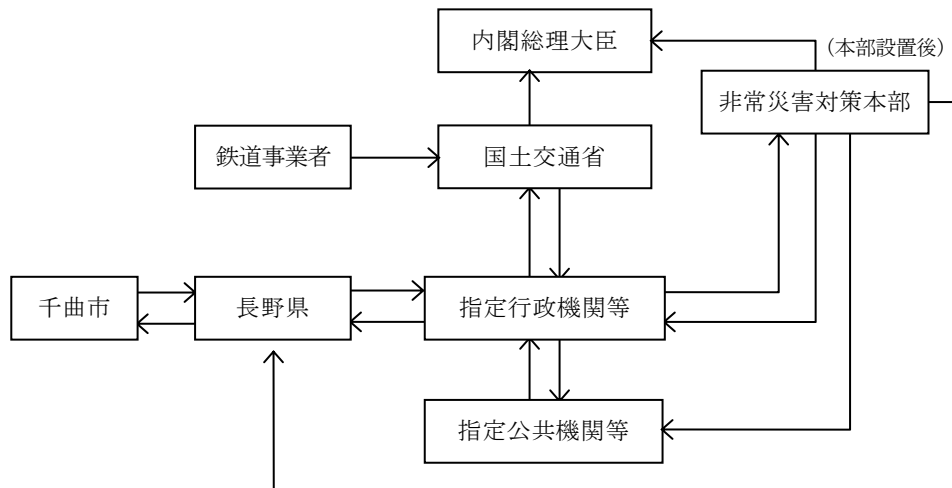 内閣総理大臣
(本部設置後)
非常災害対策本部
鉄道事業者
国土交通省
千曲市
長野県
指定行政機関等
指定公共機関等